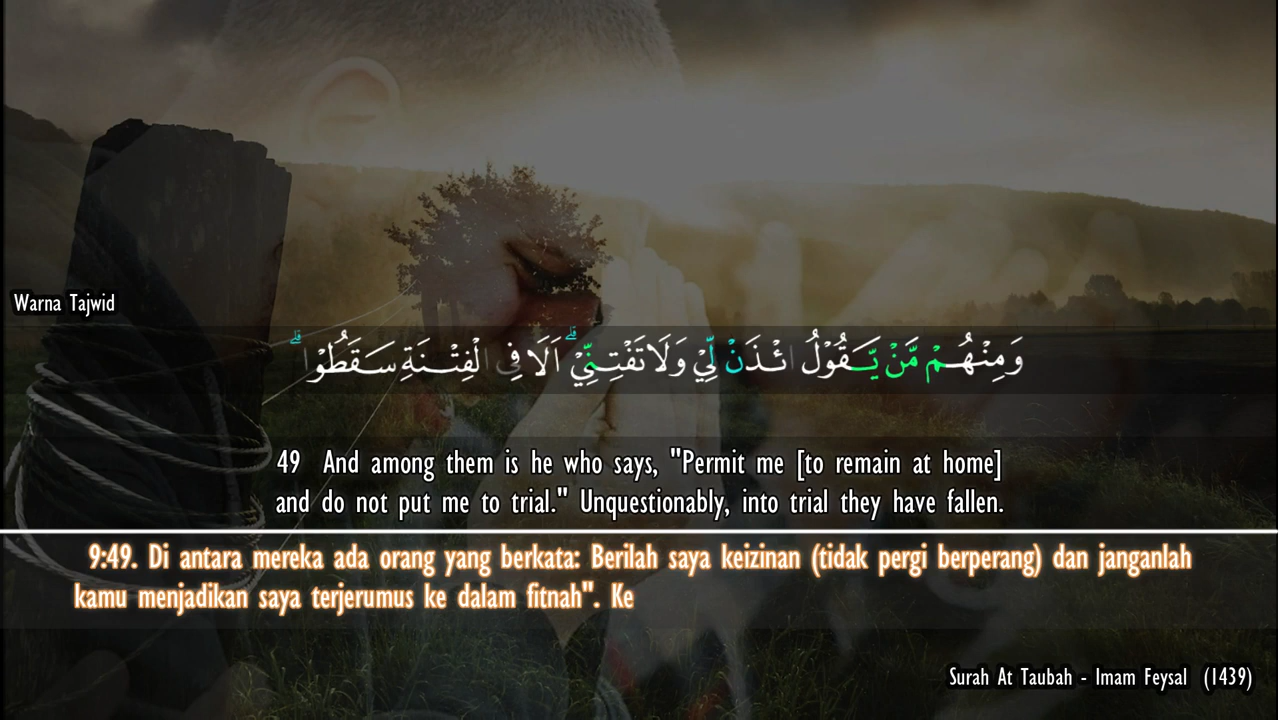 Warna Tajwid
وَمِنْهُمْ مَّنْ يَّقُوْلُ ائْذَنْ لِّيْ وَلَا تَفْتِنِّيْۗ اَلَا فِى الْفِتْنَةِ سَقَطُوْاۗ
49 And among them is he who says, "Permit me [to remain at home]
and do not put me to trial." Unquestionably, into trial they have fallen.
9:49. Di antara mereka ada orang yang berkata: Berilah saya keizinan (tidak pergi berperang) dan janganlah
kamu menjadikan saya terjerumus ke dalam fitnah". Ke
Surah At Taubah - Imam Feysal (1439)